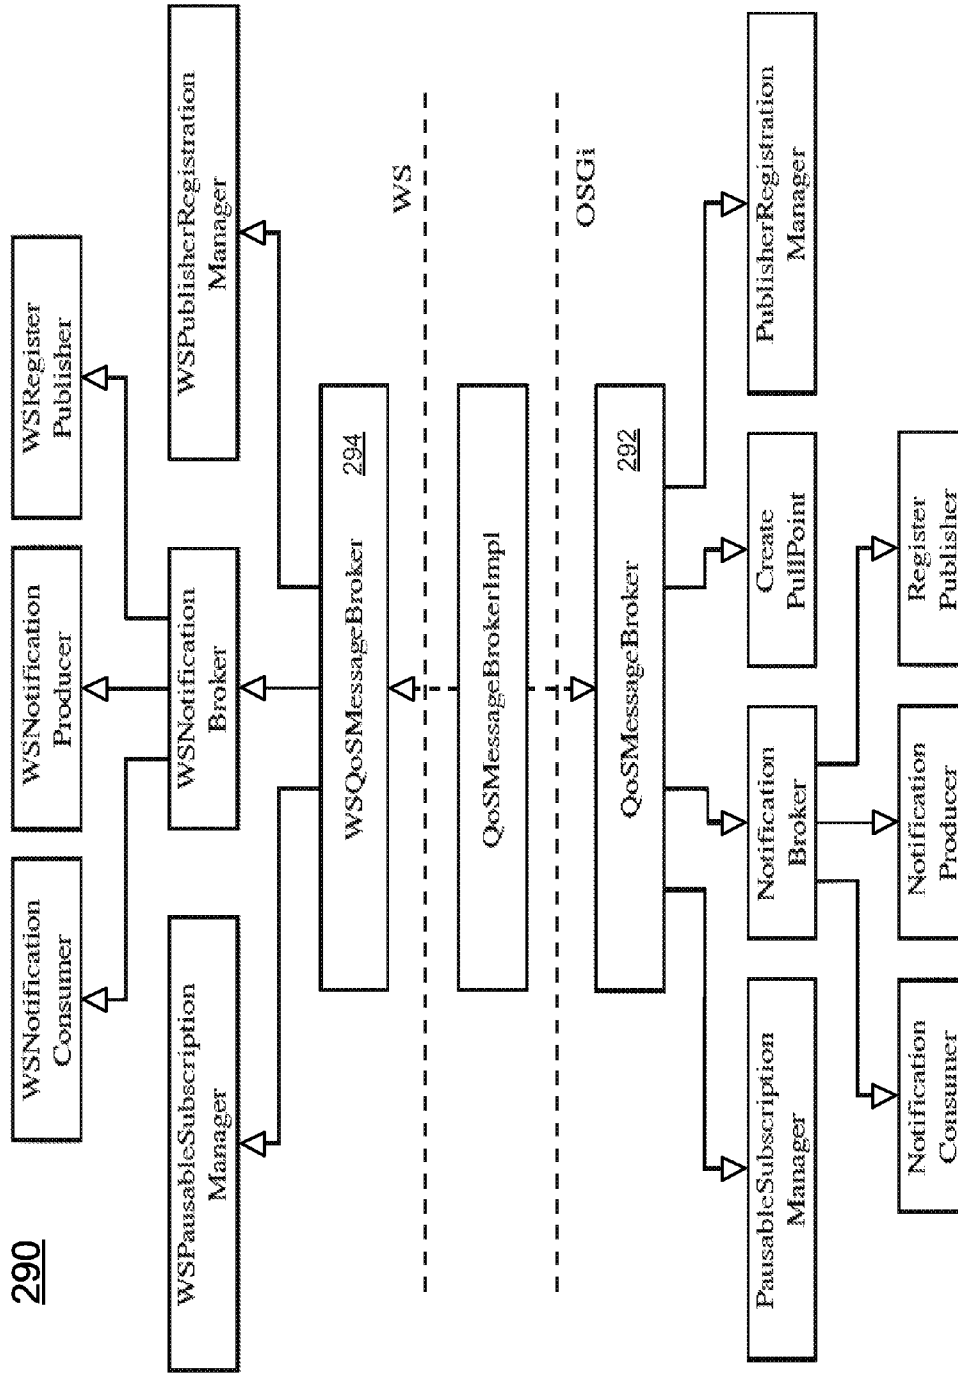 290
WSNotification
Consumer
WSNotification
Producer
WSRegister
Publisher
WSPausableSubscription
Manager
WSNotification
Broker
WSPublisherRegistration
Manager
WSQoSMessageBroker
294
WS
QoSMessageBrokerImpl
OSGi
QoSMessageBroker
292
PausableSubscription
Manager
Notification
Broker
Create
PullPoint
PublisherRegistration
Manager
Notification
Consumer
Notification
Producer
Register
Publisher